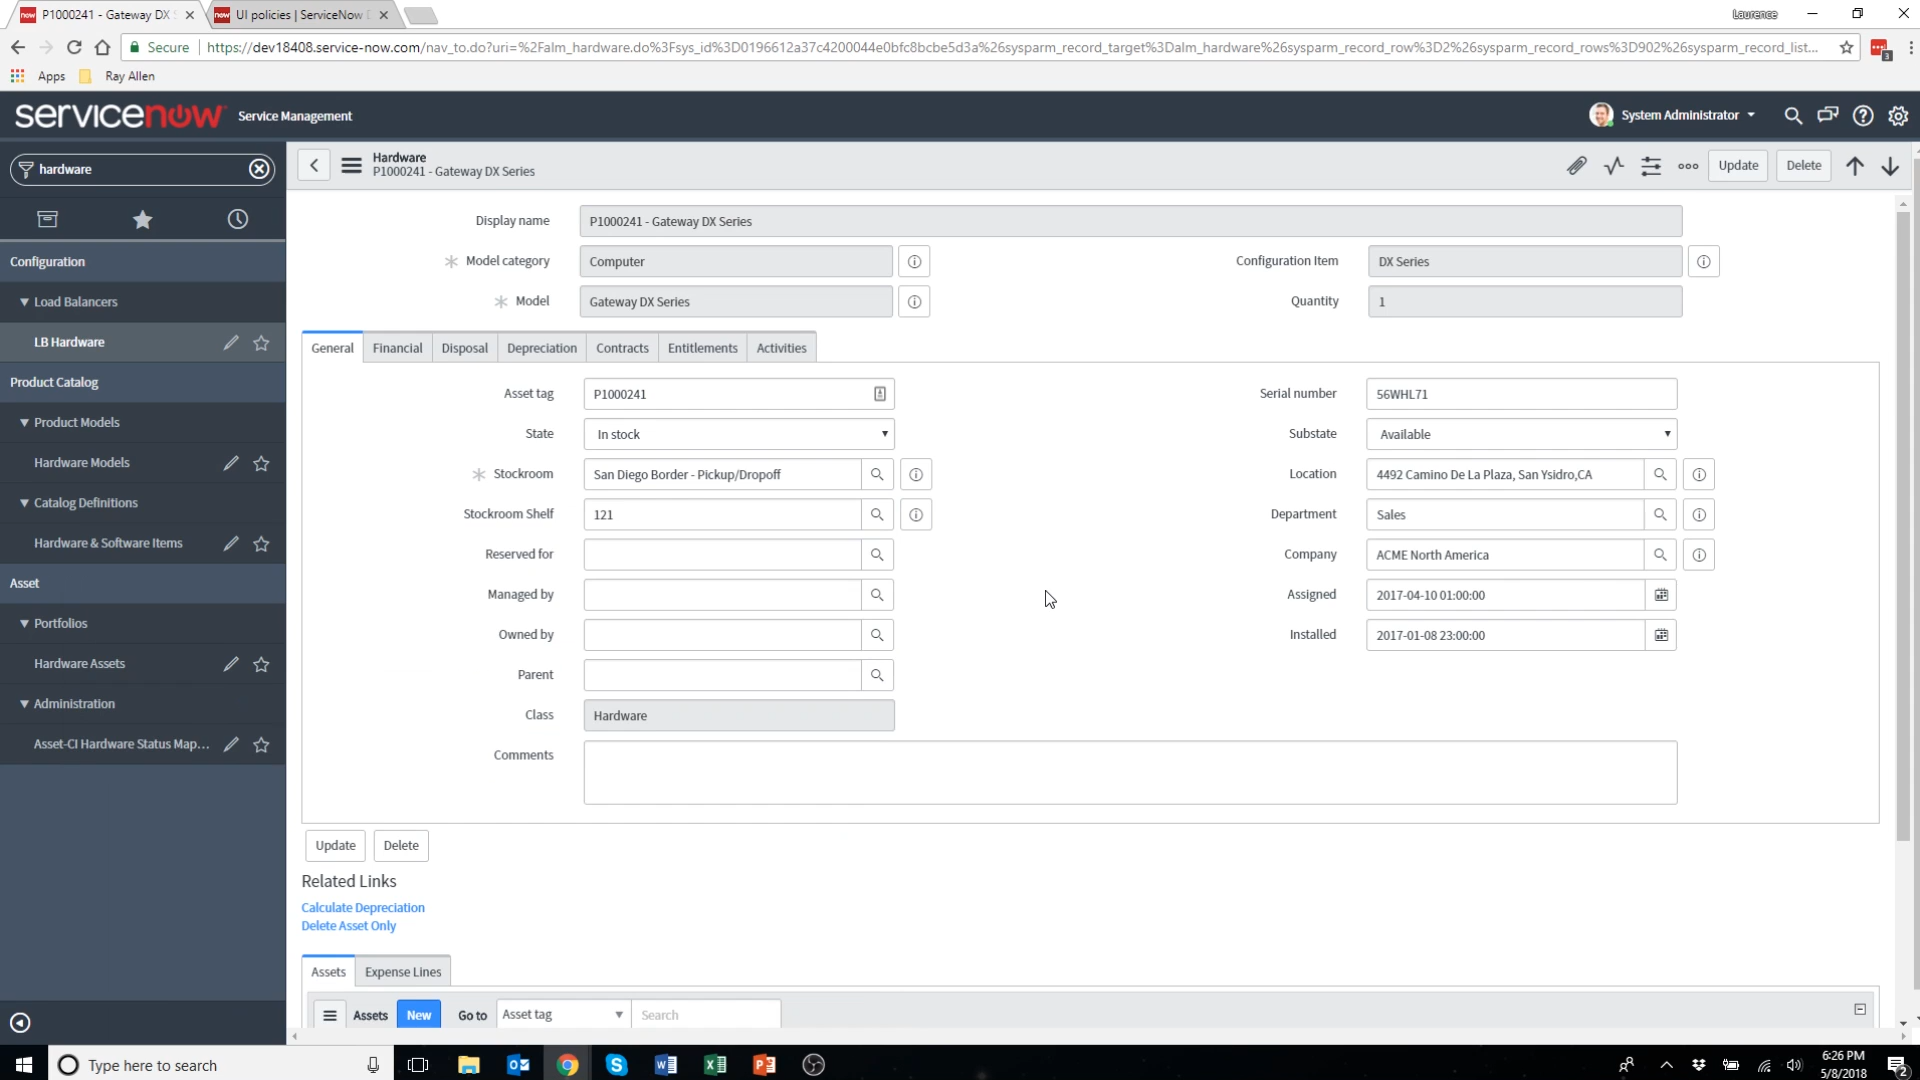 P1000241 - Gateway DX S
UI policies | ServiceNow D
Laurence
Secure
https://dev18408.service-now.com/nav_to.do?uri=%2Falm_hardware.do%3Fsys_id%3D0196612a37c4200044e0bfc8bcbe5d3a%26sysparm_record_target%3Dalm_hardware%26sysparm_record_row%3D2%26sysparm_record_rows%3D902%26sysparm_record_list...
3
Apps
Ray Allen
servicenow
Service Management
System Administrator
hardware
Hardware
P1000241 - Gateway DX Series
Update
Delete
Configuration
Load Balancers
LB Hardware
Product Catalog
Product Models
Hardware Models
Catalog Definitions
Hardware & Software Items
Asset
Portfolios
Hardware Assets
Administration
Asset-CI Hardware Status Map...
Display name
P1000241 - Gateway DX Series
Model category
Computer
Configuration Item
DX Series
Model
Gateway DX Series
Quantity
1
General
Financial
Disposal
Depreciation
Contracts
Entitlements
Activities
Asset tag
P1000241
Serial number
56WHL71
State
In stock
Substate
Available
Stockroom
San Diego Border - Pickup/Dropoff
Location
4492 Camino De La Plaza, San Ysidro,CA
Stockroom Shelf
121
Department
Sales
Reserved for
Company
ACME North America
Managed by
Assigned
2017-04-10 01:00:00
Owned by
Installed
2017-01-08 23:00:00
Parent
Class
Hardware
Comments
Update
Delete
Related Links
Calculate Depreciation
Delete Asset Only
Assets
Expense Lines
Assets
New
Go to
Asset tag
Search
Type here to search
6:26 PM
5/8/2018
2